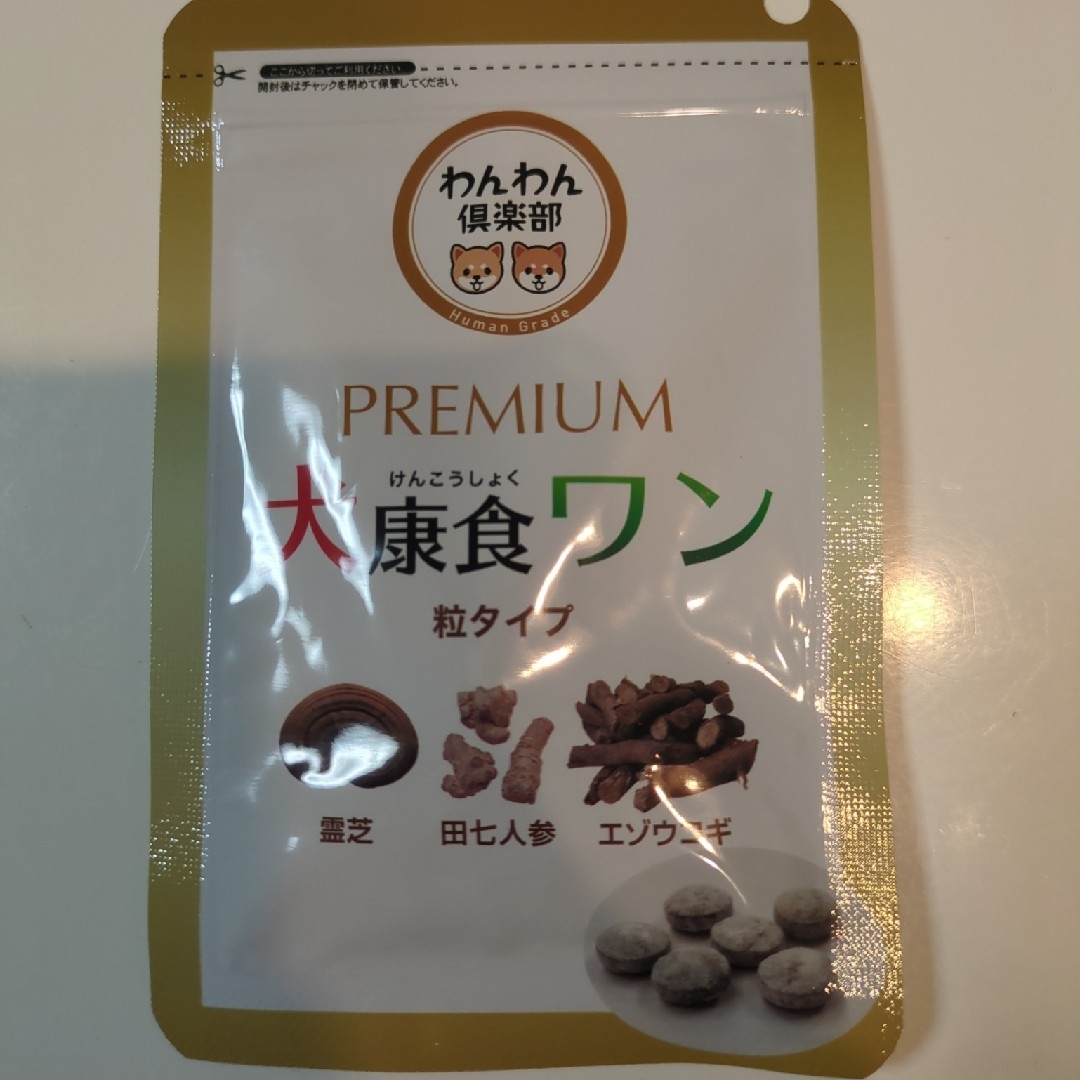 ここから切ってご利用ください
開封後はチャックを閉めて保管してください。
わんわん
倶楽部
Human Grade
PREMIUM
けんこうしょく
犬康食ワン
粒タイプ
霊芝 田七人参 エゾウコギ